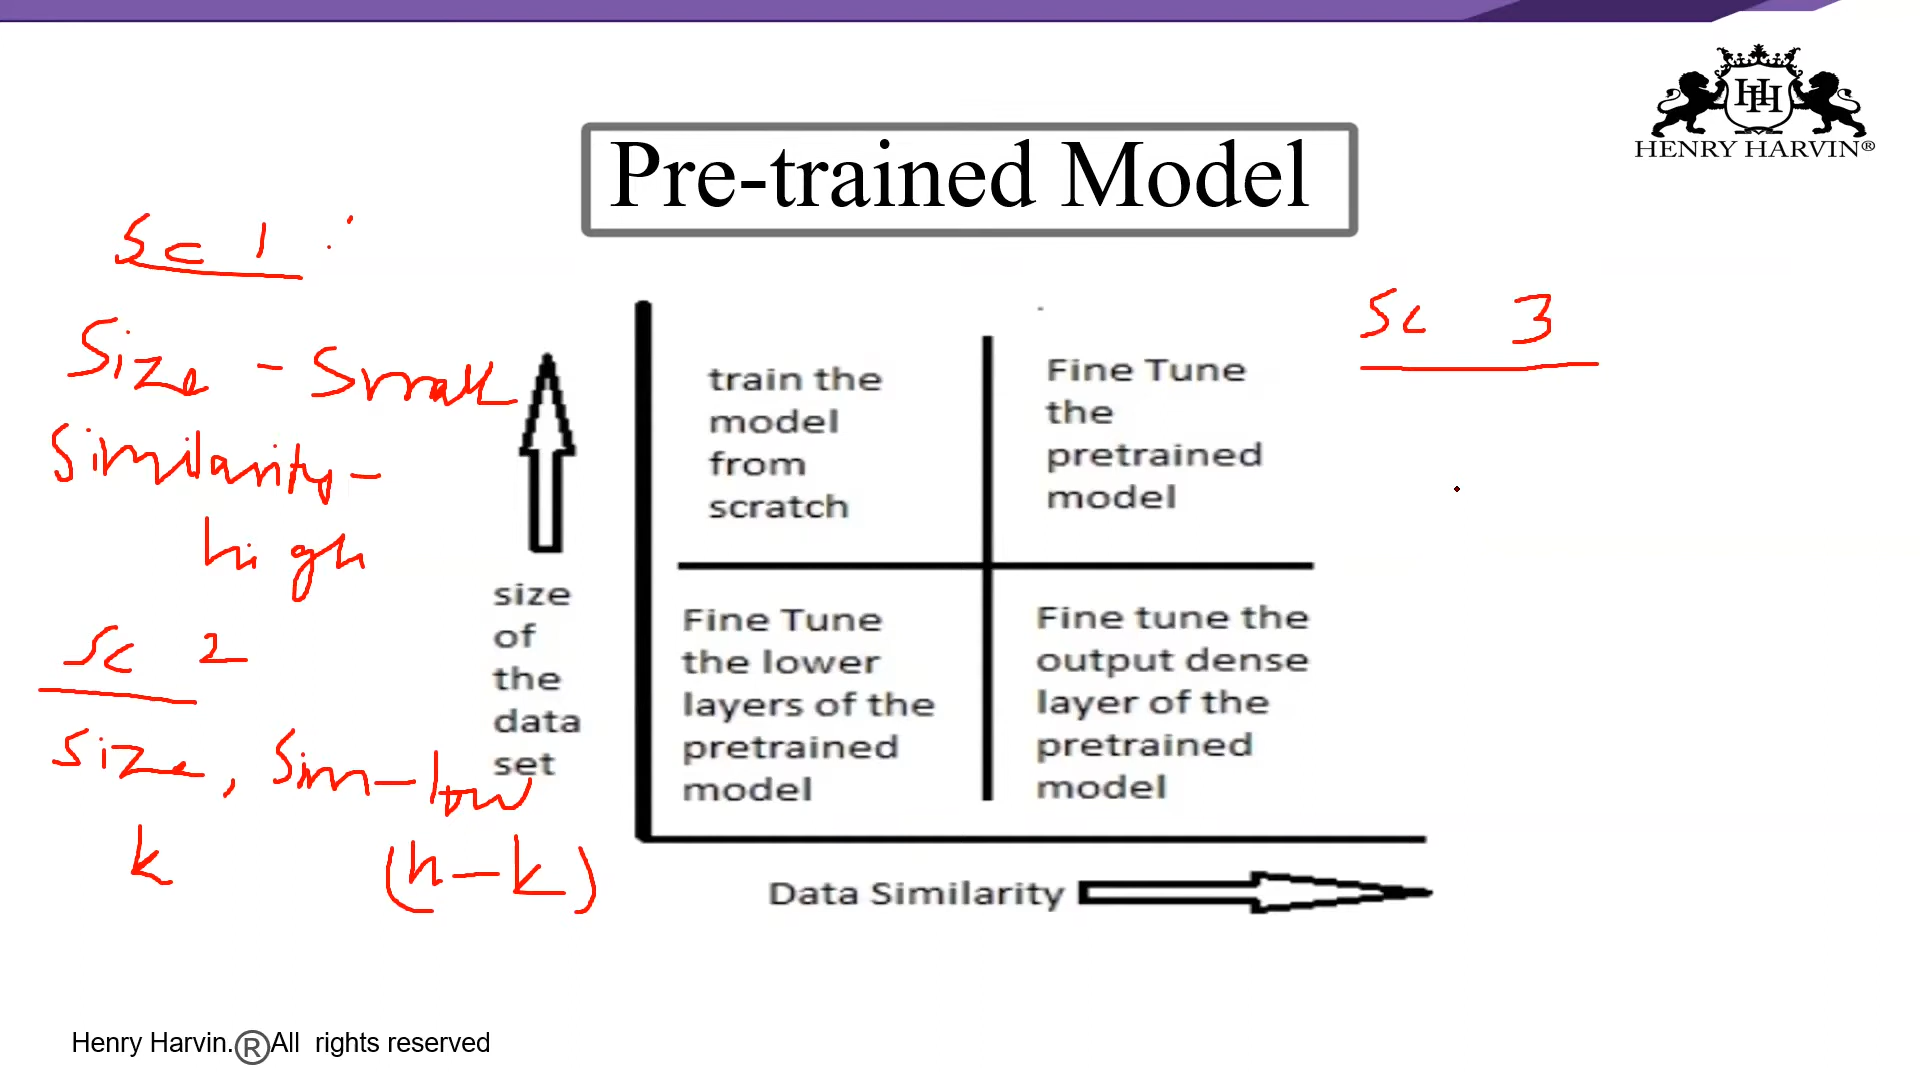 HH
HENRY HARVIN®
Pre-trained Model
Sc 1 :
Size - Small
Similarity -
high
Sc 2
Size, Sim - low
k
(n - k)
size
of
the
data
set
train the
model
from
scratch
Fine Tune
the
pretrained
model
Fine Tune
the lower
layers of the
pretrained
model
Fine tune the
output dense
layer of the
pretrained
model
Data Similarity
Sc 3
Henry Harvin.®All rights reserved